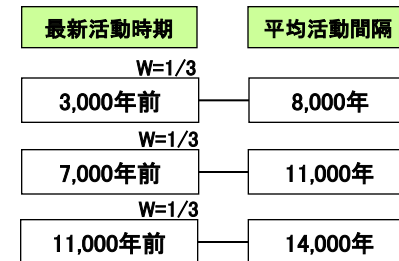 最新活動時期 平均活動間隔
W=1/3
3,000年前 8,000年
W=1/3
7,000年前 11,000年
W=1/3
11,000年前 14,000年